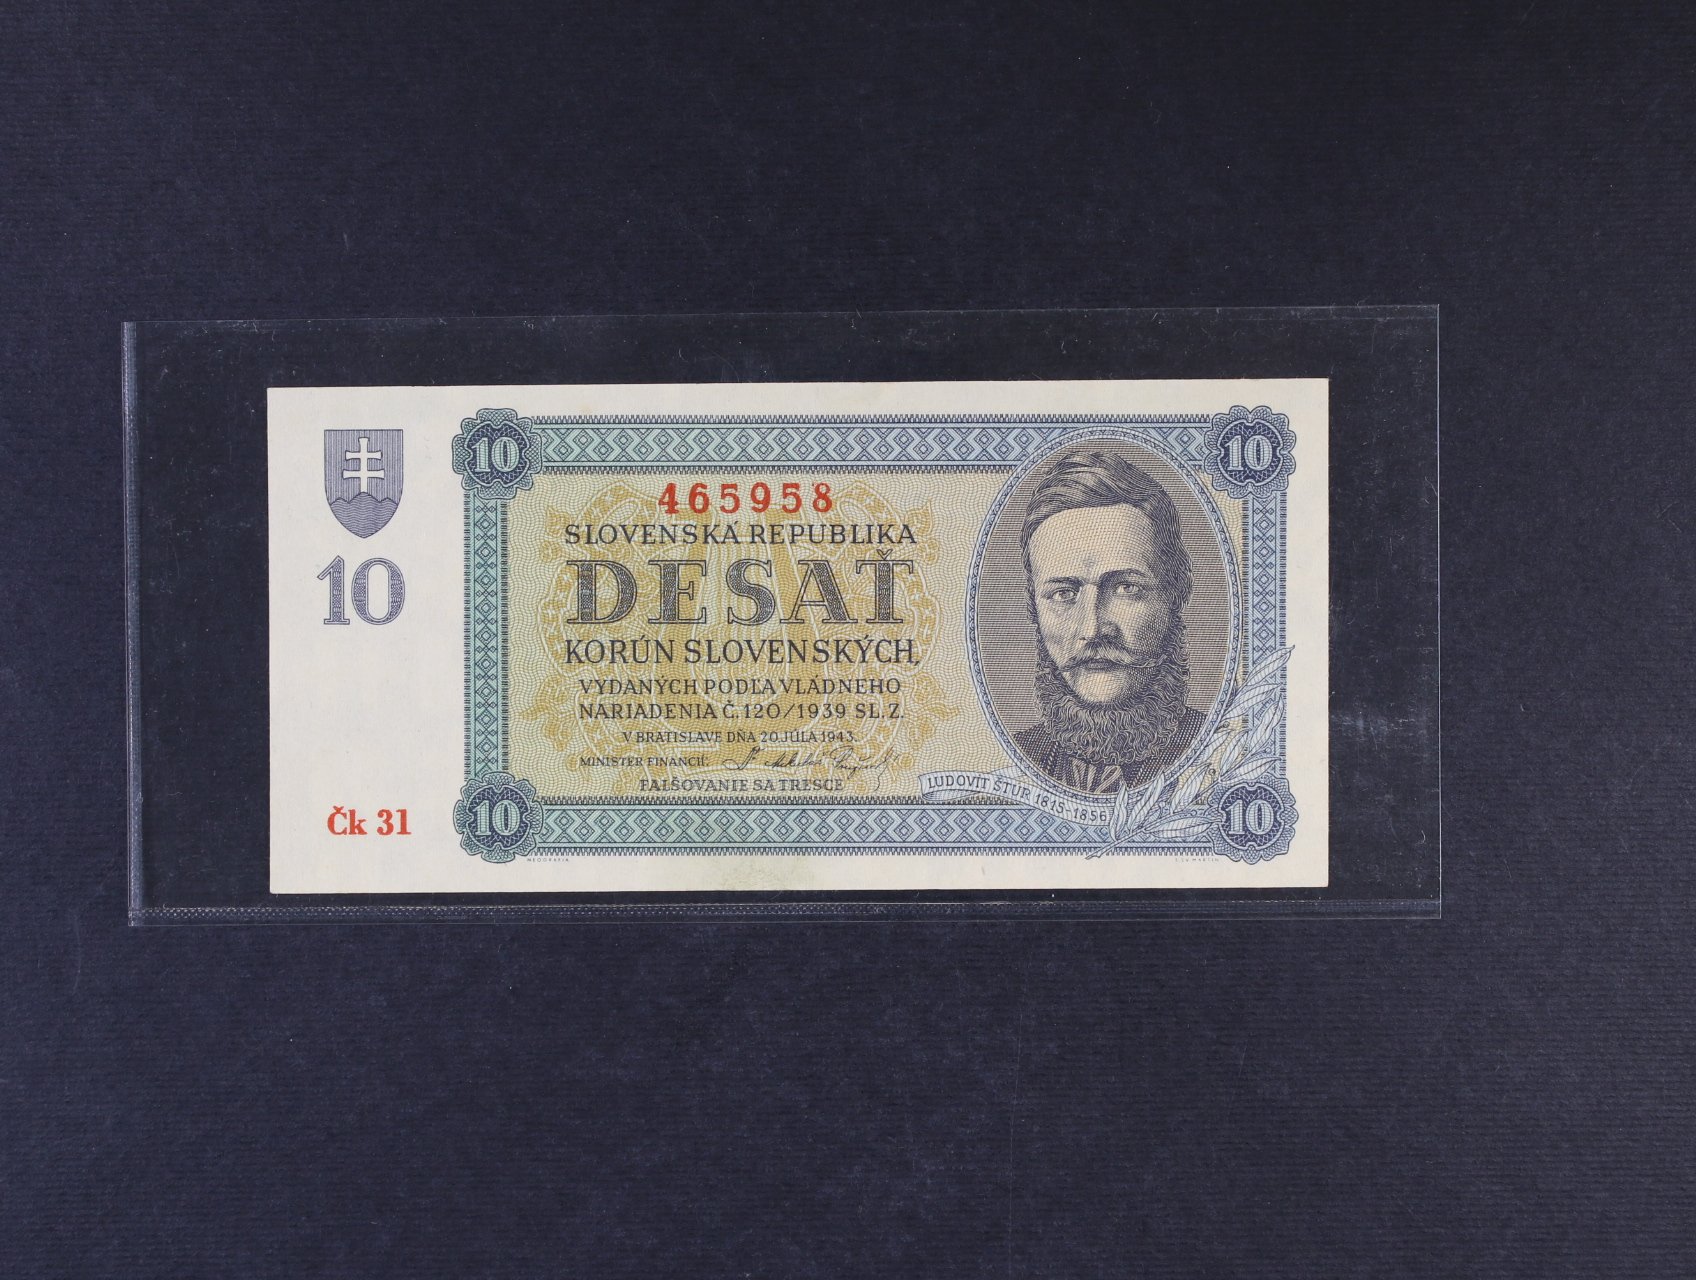 10
10
465958
SLOVENSKÁ REPUBLIKA
DESAŤ
KORÚN SLOVENSKÝCH,
VYDANÝCH PODĽA VLÁDNEHO
NARIADENIA Č. 120/1939 SL. Z.
V BRATISLAVE DŇA 20. JÚLA 1943.
MINISTER FINANCIÍ:
FALŠOVANIE SA TRESCE
10
Čk 31
ĽUDOVÍT ŠTÚR 1815-1856
10
10
NEOGRAFIA